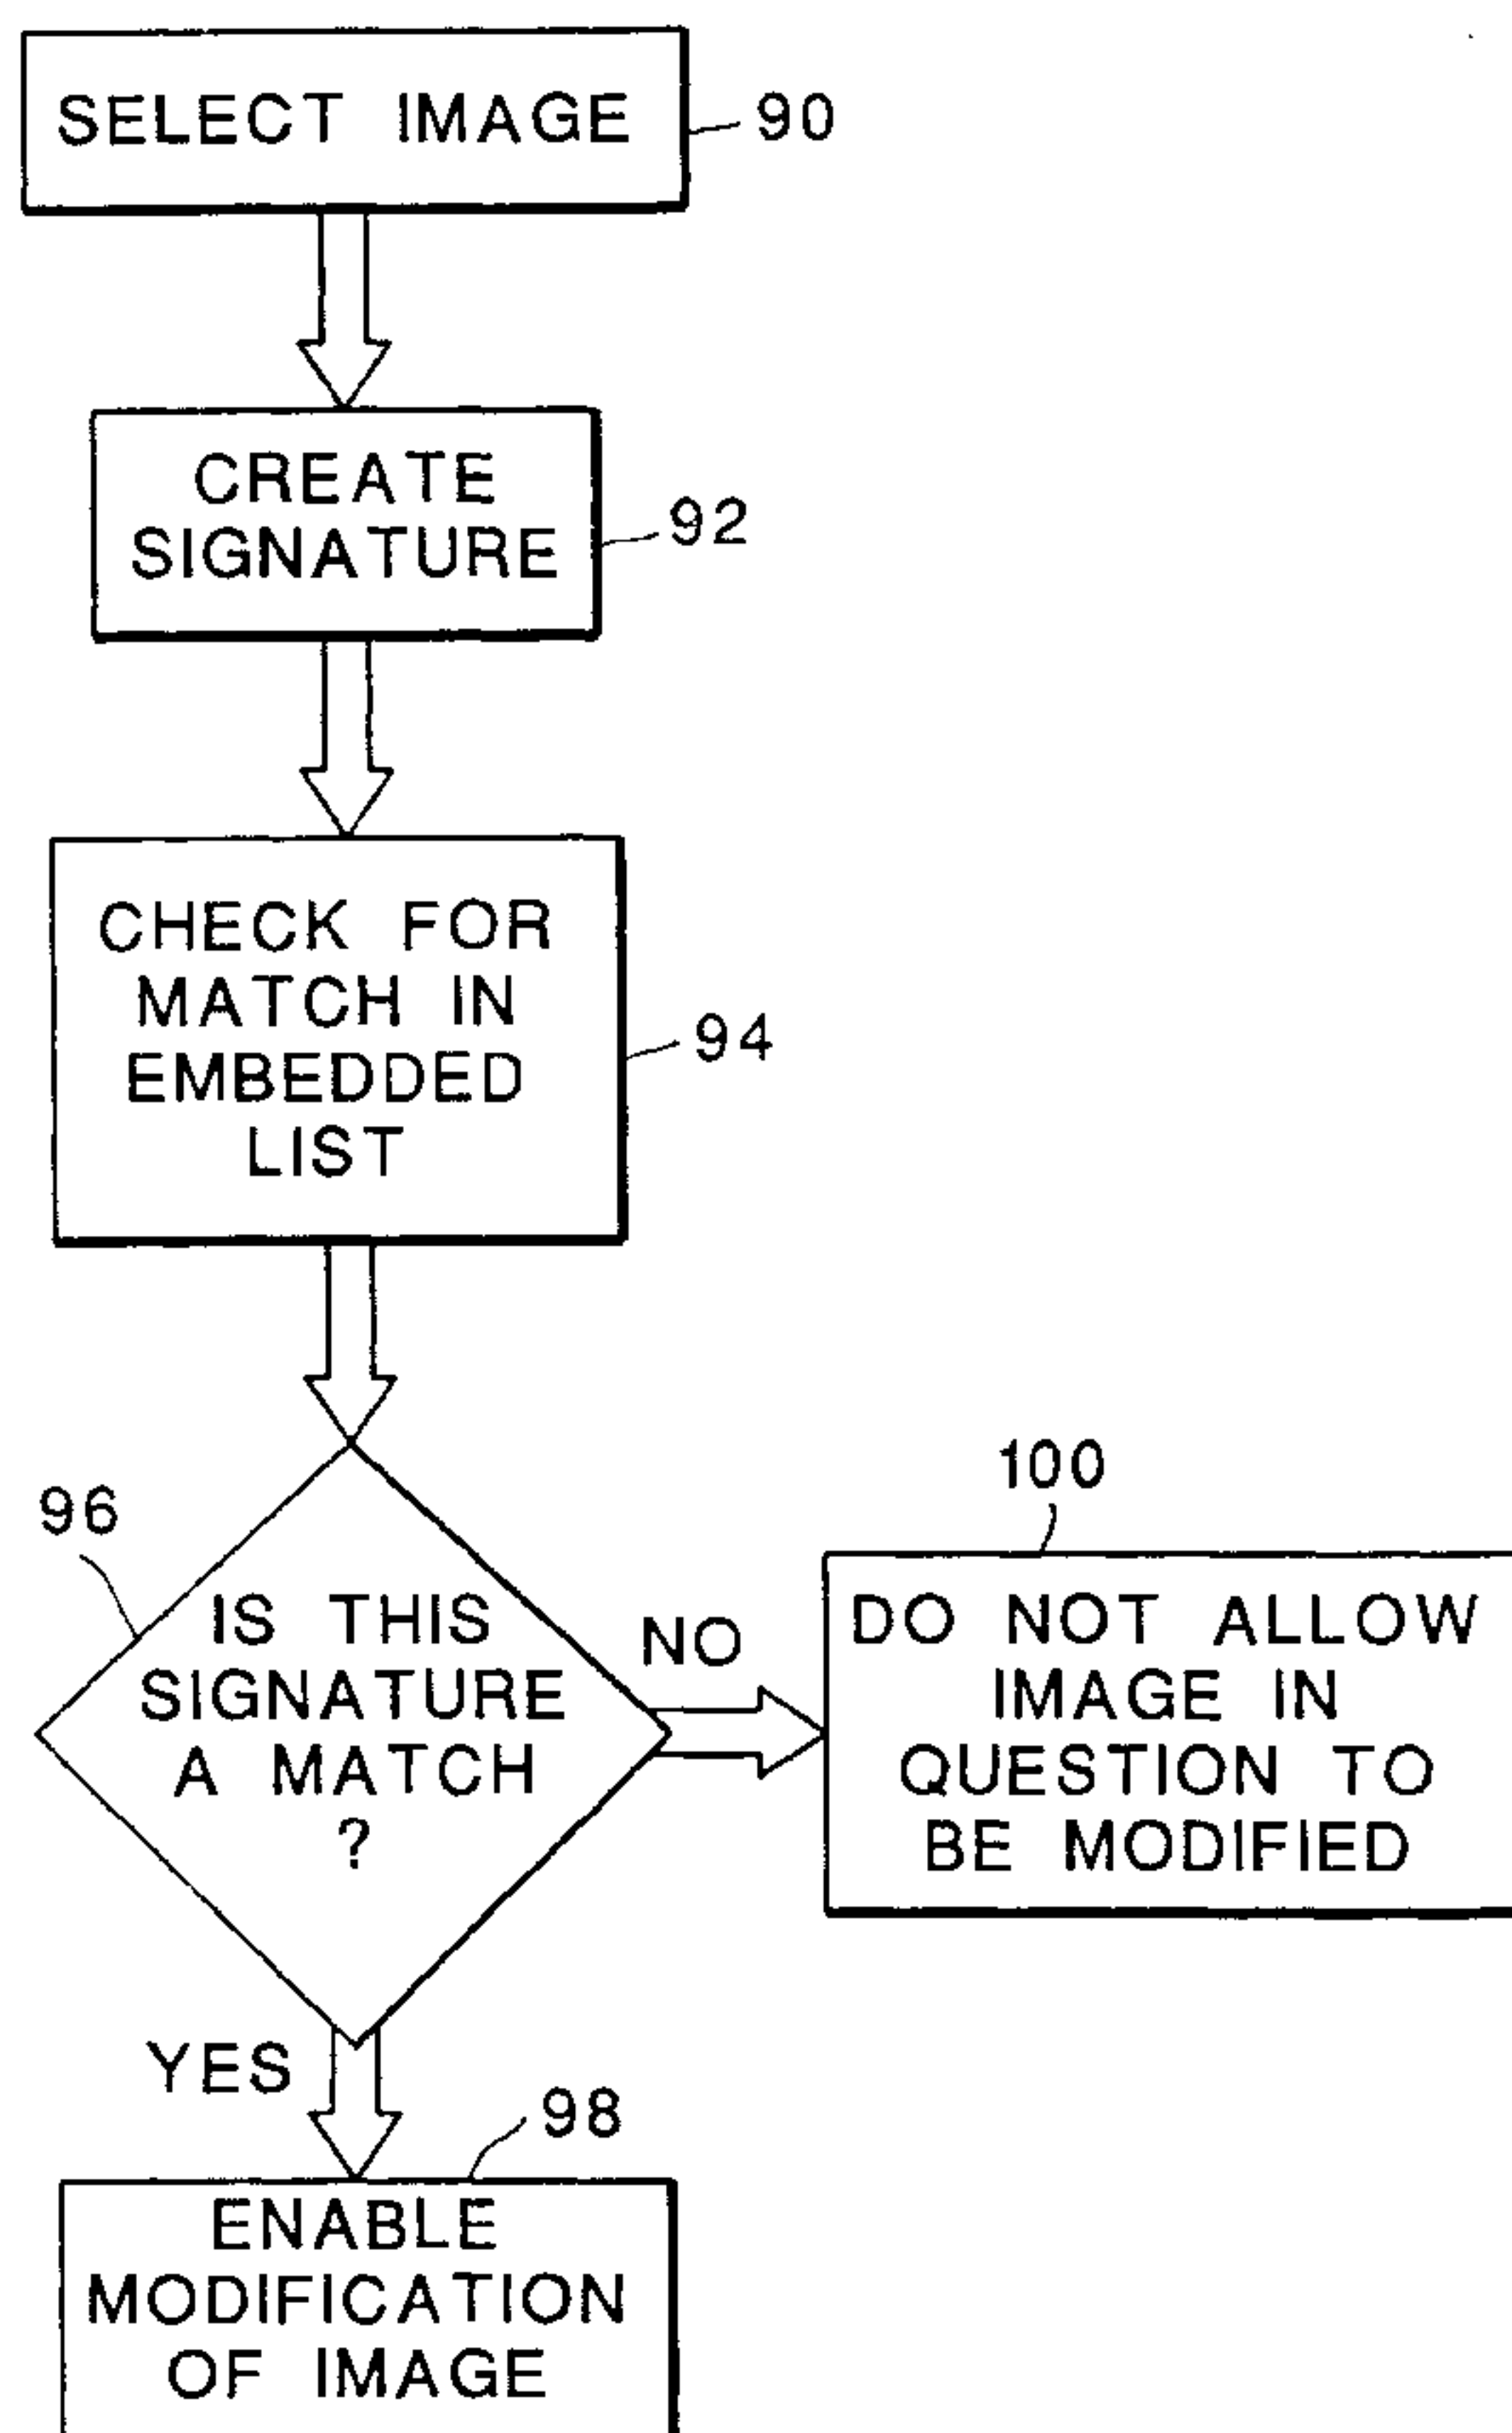 SELECT IMAGE
90
CREATE
SIGNATURE
92
CHECK FOR
MATCH IN
EMBEDDED
LIST
94
96
IS THIS
SIGNATURE
A MATCH
?
NO
100
DO NOT ALLOW
IMAGE IN
QUESTION TO
BE MODIFIED
YES
98
ENABLE
MODIFICATION
OF IMAGE